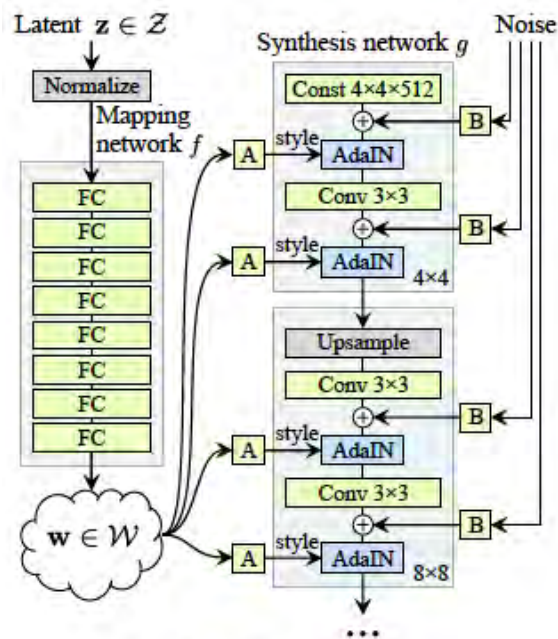 Latent z ∈ Z
Normalize
Mapping
network f
FC
FC
FC
FC
FC
FC
FC
FC
w ∈ W
Synthesis network g
Noise
Const 4×4×512
B
A
style
AdaIN
Conv 3×3
B
A
style
AdaIN
4×4
Upsample
Conv 3×3
B
A
style
AdaIN
Conv 3×3
B
A
style
AdaIN
8×8
...